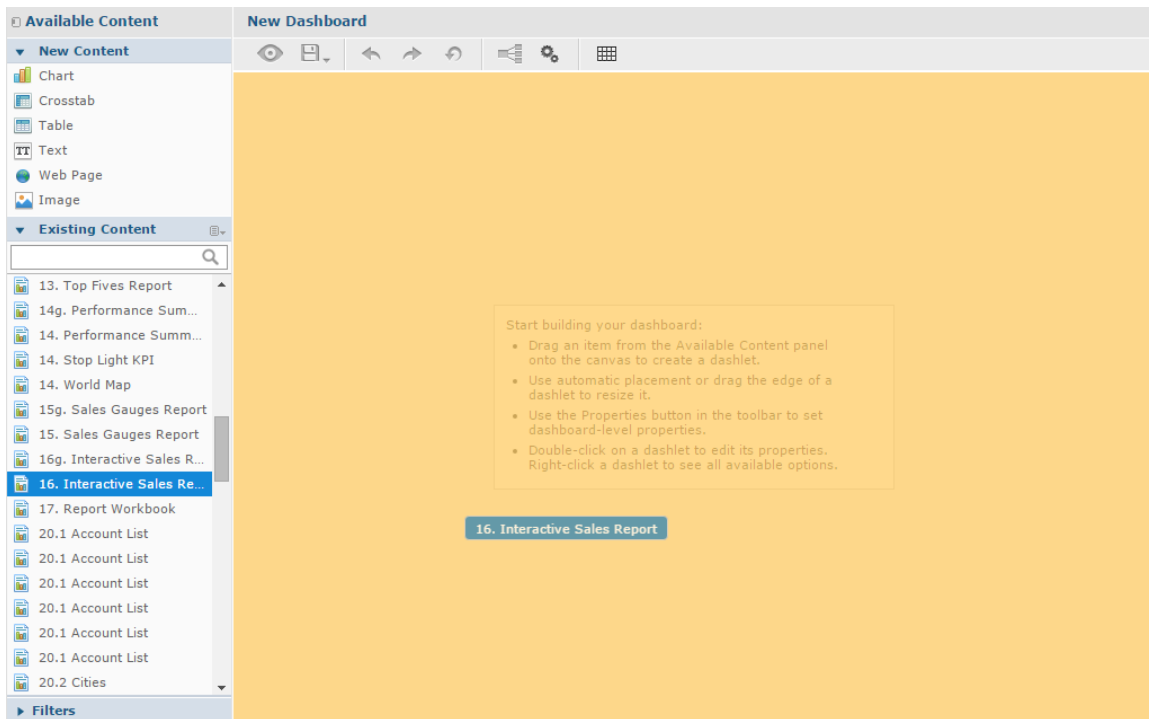 Available Content
New Dashboard
New Content
Chart
Crosstab
Table
TT Text
Web Page
Image
Existing Content
13. Top Fives Report
14g. Performance Sum...
14. Performance Summ...
14. Stop Light KPI
14. World Map
15g. Sales Gauges Report
15. Sales Gauges Report
16g. Interactive Sales R...
16. Interactive Sales Re...
17. Report Workbook
20.1 Account List
20.1 Account List
20.1 Account List
20.1 Account List
20.1 Account List
20.1 Account List
20.2 Cities
Filters
Start building your dashboard:
• Drag an item from the Available Content panel
onto the canvas to create a dashlet.
• Use automatic placement or drag the edge of a
dashlet to resize it.
• Use the Properties button in the toolbar to set
dashboard-level properties.
• Double-click on a dashlet to edit its properties.
Right-click a dashlet to see all available options.
16. Interactive Sales Report